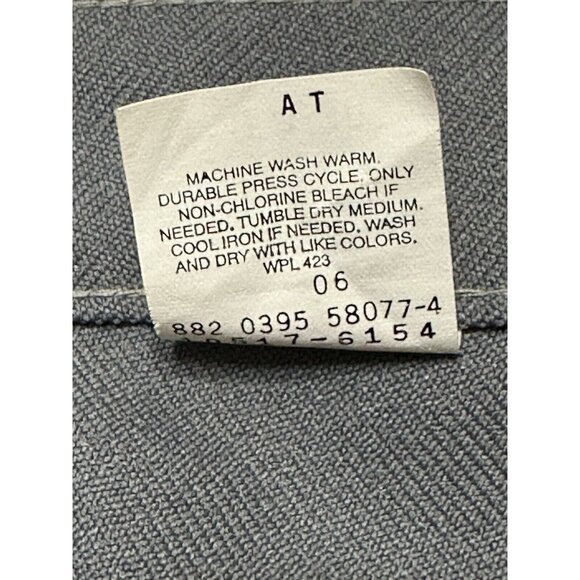 A T
MACHINE WASH WARM.
DURABLE PRESS CYCLE. ONLY
NON-CHLORINE BLEACH IF
NEEDED. TUMBLE DRY MEDIUM.
COOL IRON IF NEEDED. WASH
AND DRY WITH LIKE COLORS.
WPL 423
06
882 0395 58077-4